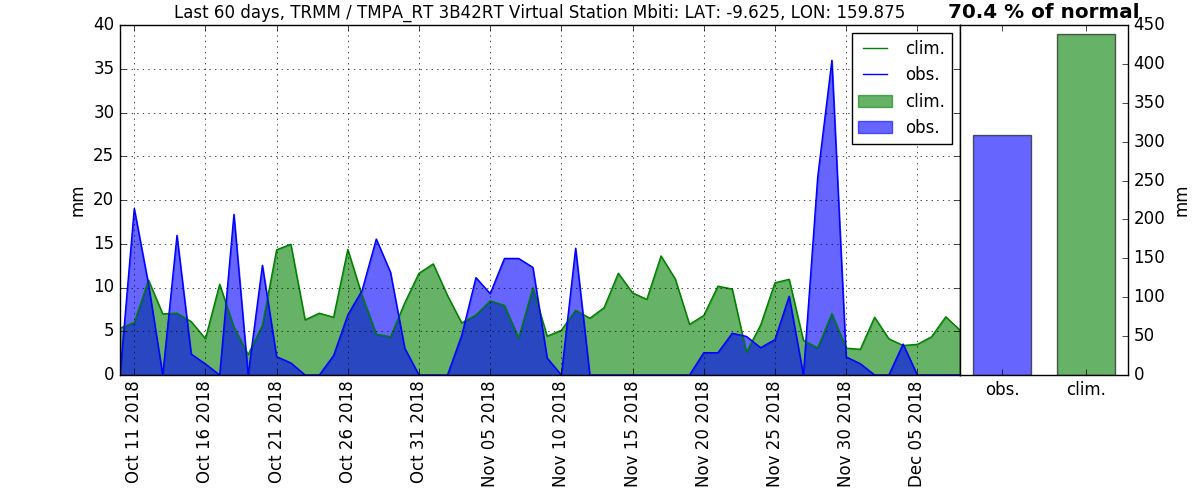 Last 60 days, TRMM / TMPA_RT 3B42RT Virtual Station Mbiti: LAT: -9.625, LON: 159.875
70.4 % of normal
40
35
30
25
20
15
10
5
0
mm
clim.
obs.
clim.
obs.
Oct 11 2018
Oct 16 2018
Oct 21 2018
Oct 26 2018
Oct 31 2018
Nov 05 2018
Nov 10 2018
Nov 15 2018
Nov 20 2018
Nov 25 2018
Nov 30 2018
Dec 05 2018
450
400
350
300
250
200
150
100
50
0
mm
obs.
clim.